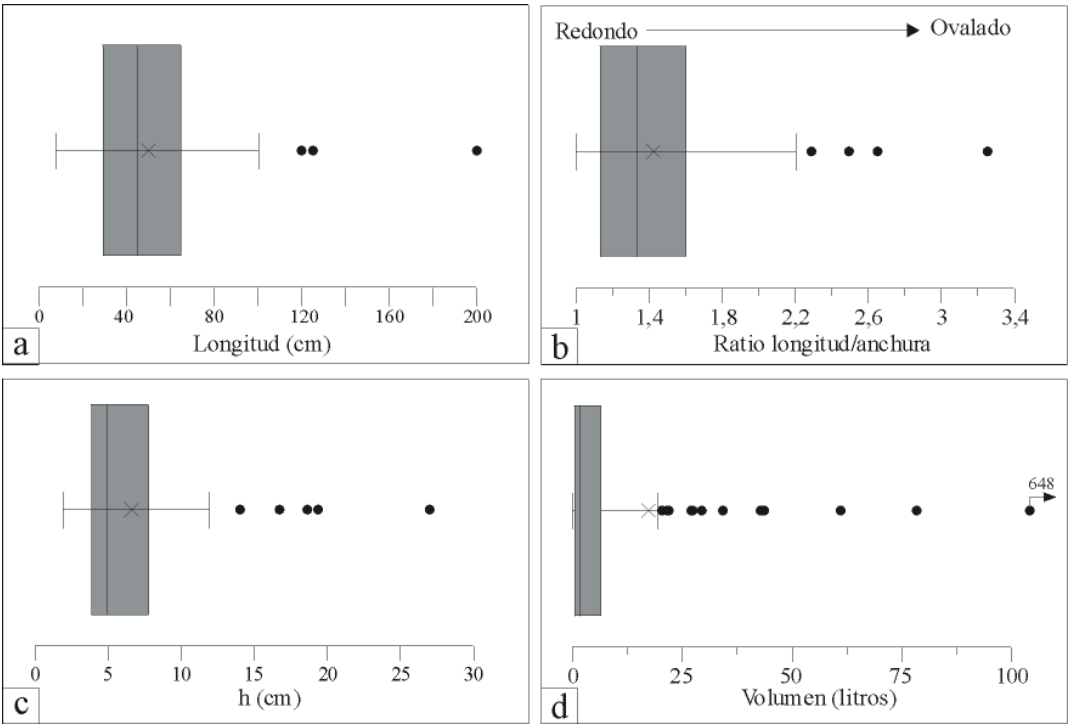 0 40 80 120 160 200
Longitud (cm)
a
Redondo Ovalado
1 1,4 1,8 2,2 2,6 3 3,4
Ratio longitud/anchura
b
0 5 10 15 20 25 30
h (cm)
c
648
0 25 50 75 100
Volumen (litros)
d